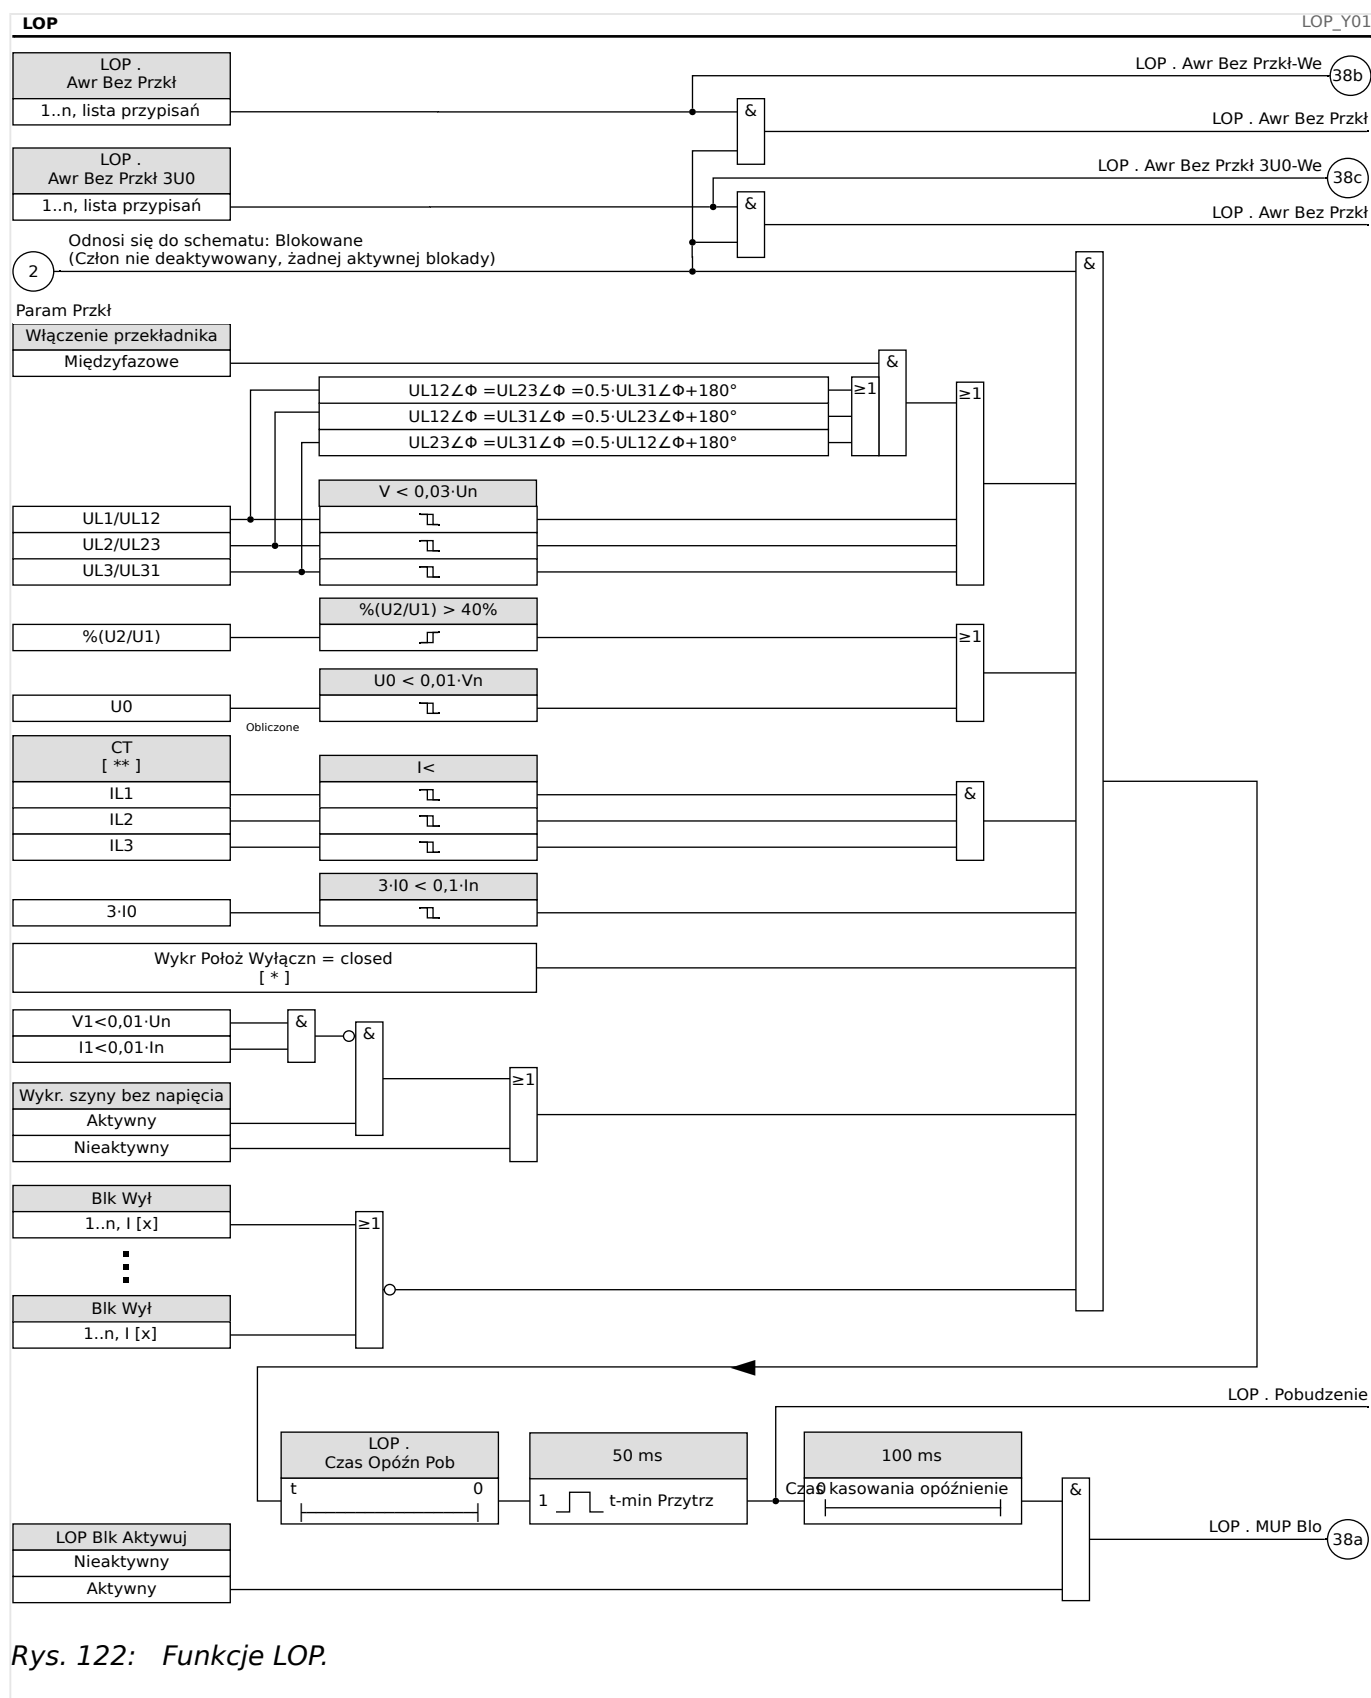 LOP
LOP_Y01
LOP .
Awr Bez Przkł
1..n, lista przypisań
LOP . Awr Bez Przkł-We
38b
&
LOP . Awr Bez Przkł
LOP .
Awr Bez Przkł 3U0
1..n, lista przypisań
LOP . Awr Bez Przkł 3U0-We
38c
&
LOP . Awr Bez Przkł
2
Odnosi się do schematu: Blokowane
(Człon nie deaktywowany, żadnej aktywnej blokady)
&
Param Przkł
Włączenie przekładnika
Międzyfazowe
&
UL12∠Φ =UL23∠Φ =0.5·UL31∠Φ+180°
UL12∠Φ =UL31∠Φ =0.5·UL23∠Φ+180°
UL23∠Φ =UL31∠Φ =0.5·UL12∠Φ+180°
≥1
≥1
V < 0,03·Un
UL1/UL12
UL2/UL23
UL3/UL31
%(U2/U1) > 40%
%(U2/U1)
≥1
U0 < 0,01·Vn
U0
Obliczone
CT
[ ** ]
I<
IL1
IL2
IL3
&
3·I0 < 0,1·In
3·I0
Wykr Położ Wyłączn = closed
[ * ]
V1<0,01·Un
I1<0,01·In
&
&
Wykr. szyny bez napięcia
Aktywny
Nieaktywny
≥1
Blk Wył
1..n, I [x]
≥1
Blk Wył
1..n, I [x]
LOP . Pobudzenie
LOP .
Czas Opóźn Pob
t 0
50 ms
1 t-min Przytrz
100 ms
Czas kasowania opóźnienie
0
&
LOP . MUP Blo
38a
LOP Blk Aktywuj
Nieaktywny
Aktywny
Rys. 122: Funkcje LOP.